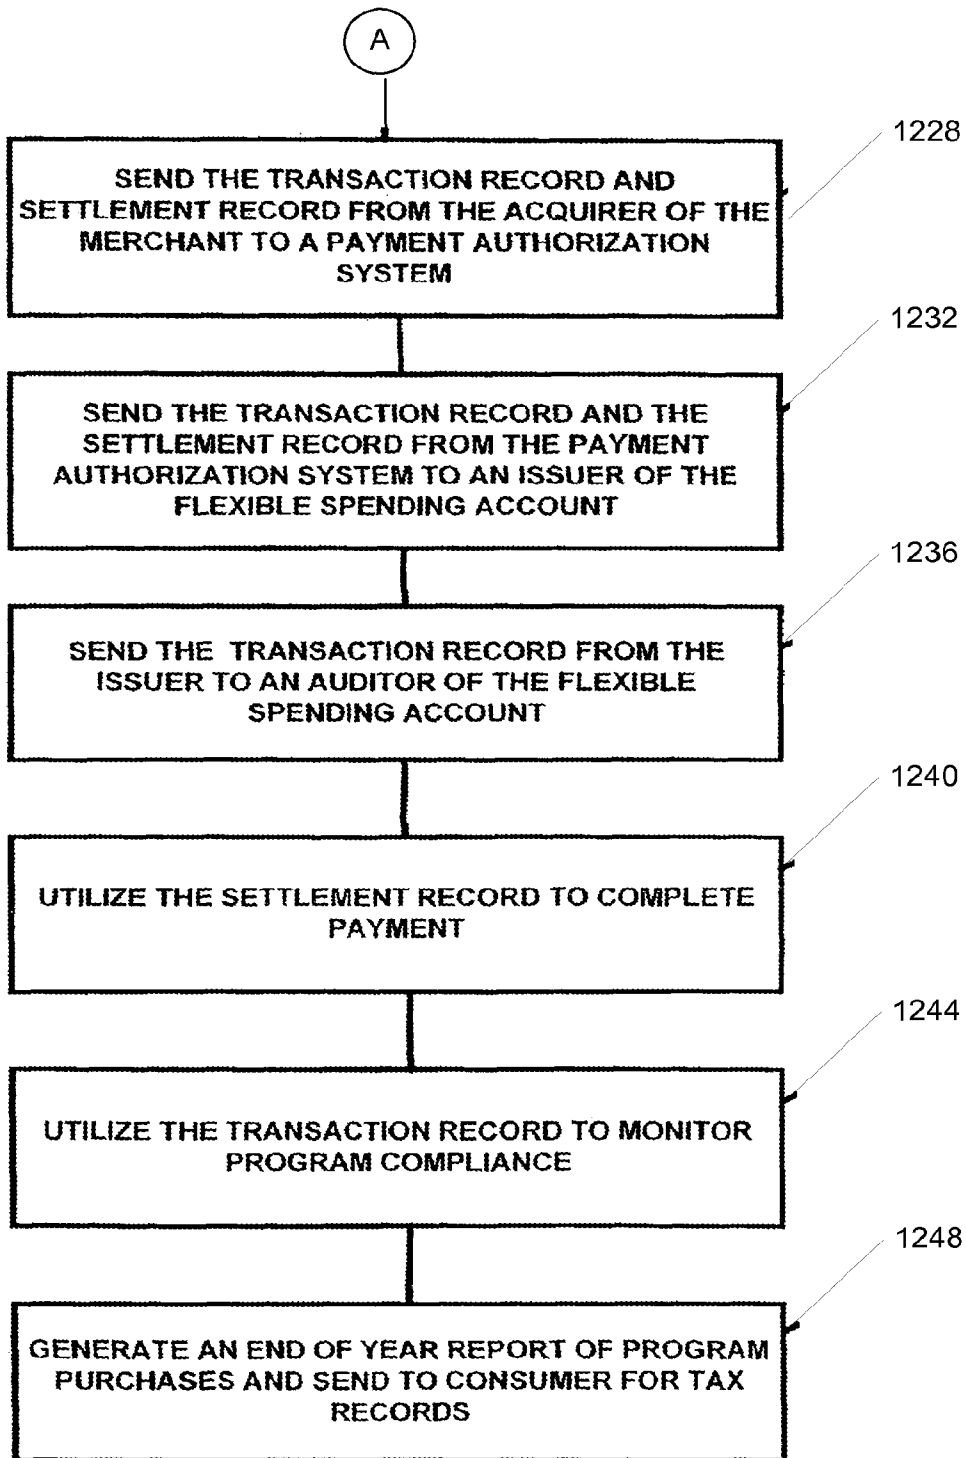 A
1228
SEND THE TRANSACTION RECORD AND
SETTLEMENT RECORD FROM THE ACQUIRER OF THE
MERCHANT TO A PAYMENT AUTHORIZATION
SYSTEM
1232
SEND THE TRANSACTION RECORD AND THE
SETTLEMENT RECORD FROM THE PAYMENT
AUTHORIZATION SYSTEM TO AN ISSUER OF THE
FLEXIBLE SPENDING ACCOUNT
1236
SEND THE TRANSACTION RECORD FROM THE
ISSUER TO AN AUDITOR OF THE FLEXIBLE
SPENDING ACCOUNT
1240
UTILIZE THE SETTLEMENT RECORD TO COMPLETE
PAYMENT
1244
UTILIZE THE TRANSACTION RECORD TO MONITOR
PROGRAM COMPLIANCE
1248
GENERATE AN END OF YEAR REPORT OF PROGRAM
PURCHASES AND SEND TO CONSUMER FOR TAX
RECORDS